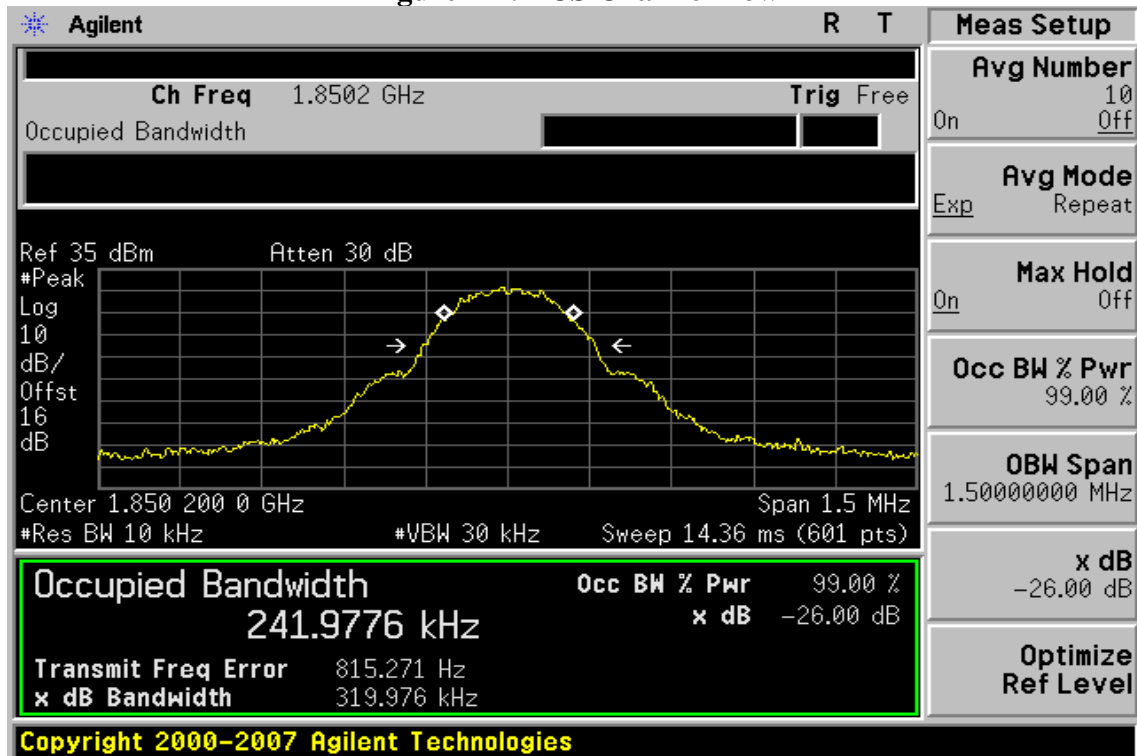 Agilent R T
Ch Freq 1.8502 GHz Trig Free
Occupied Bandwidth
Ref 35 dBm Atten 30 dB
#Peak
Log
10
dB/
Offst
16
dB
Center 1.850 200 0 GHz Span 1.5 MHz
#Res BW 10 kHz #VBW 30 kHz Sweep 14.36 ms (601 pts)
Occupied Bandwidth Occ BW % Pwr 99.00 %
241.9776 kHz x dB -26.00 dB
Transmit Freq Error 815.271 Hz
x dB Bandwidth 319.976 kHz
Copyright 2000-2007 Agilent Technologies
Meas Setup
Avg Number
10
On Off
Avg Mode
Exp Repeat
Max Hold
On Off
Occ BW % Pwr
99.00 %
OBW Span
1.50000000 MHz
x dB
-26.00 dB
Optimize
Ref Level